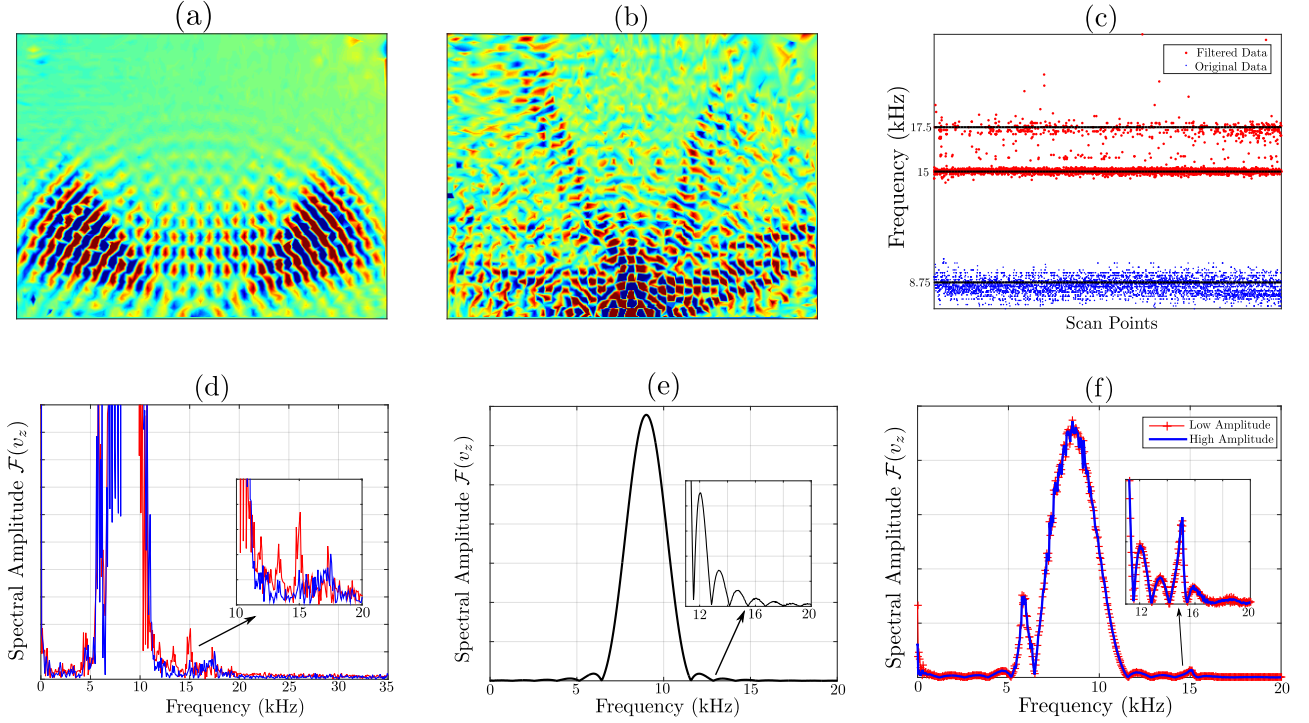 (a)
(b)
(c)
Frequency (kHz)
17.5
15
8.75
Filtered Data
Original Data
Scan Points
(d)
Spectral Amplitude ℱ(v_z)
10 15 20
0 5 10 15 20 25 30 35
Frequency (kHz)
(e)
Spectral Amplitude ℱ(v_z)
12 16 20
0 5 10 15 20
Frequency (kHz)
(f)
Spectral Amplitude ℱ(v_z)
Low Amplitude
High Amplitude
12 16 20
0 5 10 15 20
Frequency (kHz)